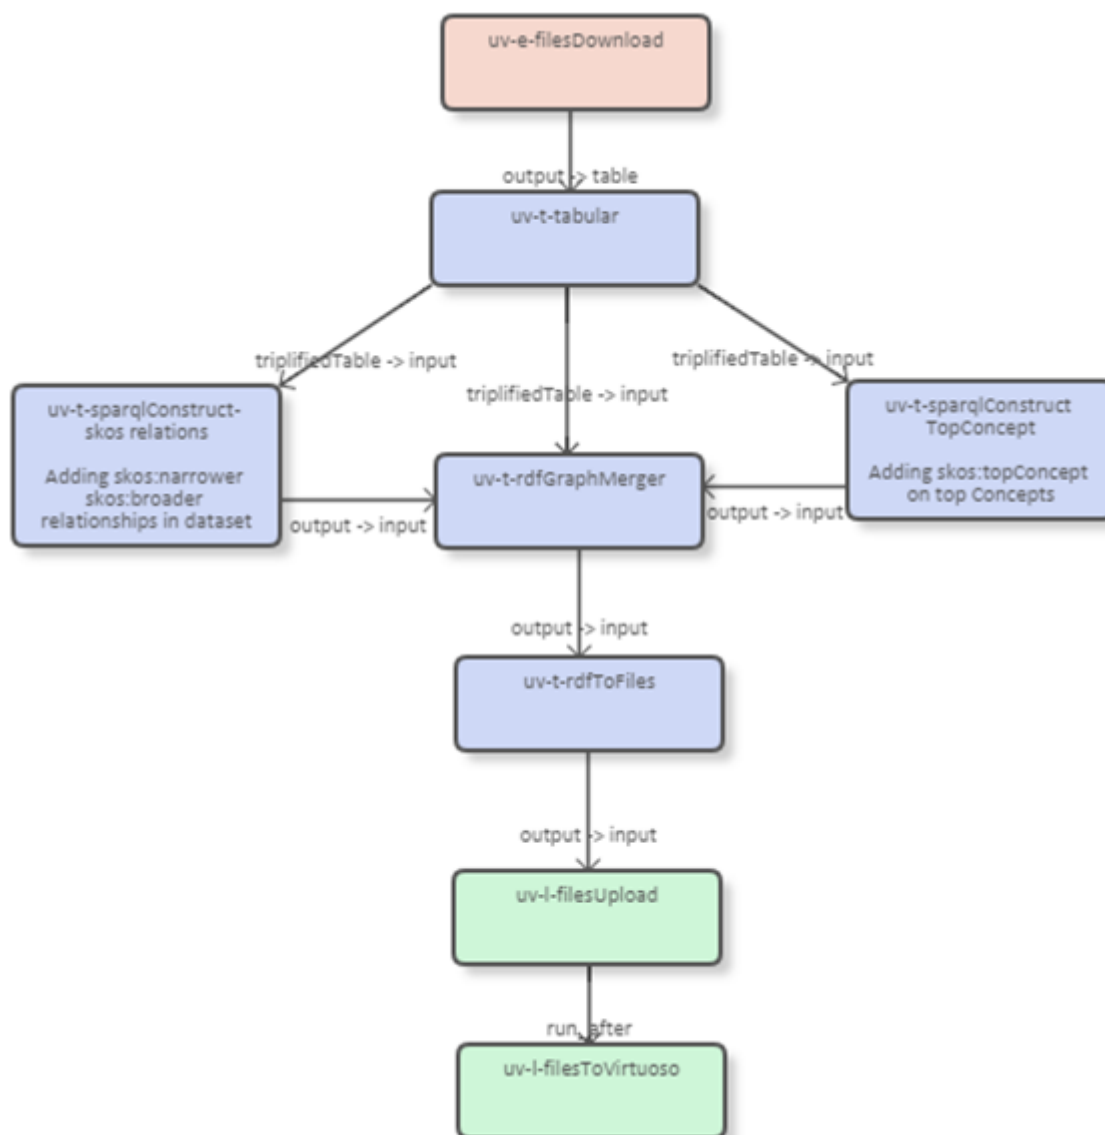 uv-e-filesDownload
output -> table
uv-t-tabular
triplifiedTable -> input
triplifiedTable -> input
triplifiedTable -> input
uv-t-sparqlConstruct-
skos relations
Adding skos:narrower
skos:broader
relationships in dataset
uv-t-sparqlConstruct
TopConcept
Adding skos:topConcept
on top Concepts
uv-t-rdfGraphMerger
output -> input
output -> input
output -> input
uv-t-rdfToFiles
output -> input
uv-l-filesUpload
run_after
uv-l-filesToVirtuoso